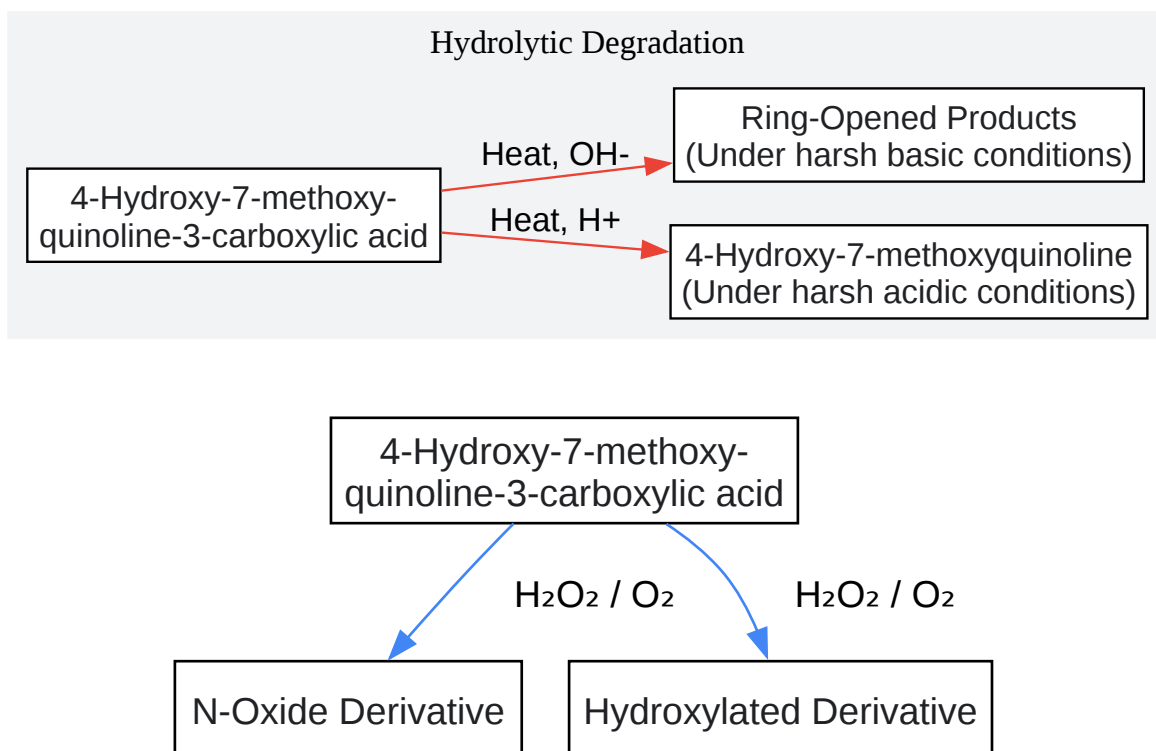 Hydrolytic Degradation
4-Hydroxy-7-methoxy-
quinoline-3-carboxylic acid
Heat, OH-
Ring-Opened Products
(Under harsh basic conditions)
Heat, H+
4-Hydroxy-7-methoxyquinoline
(Under harsh acidic conditions)
4-Hydroxy-7-methoxy-
quinoline-3-carboxylic acid
H₂O₂ / O₂
H₂O₂ / O₂
N-Oxide Derivative
Hydroxylated Derivative